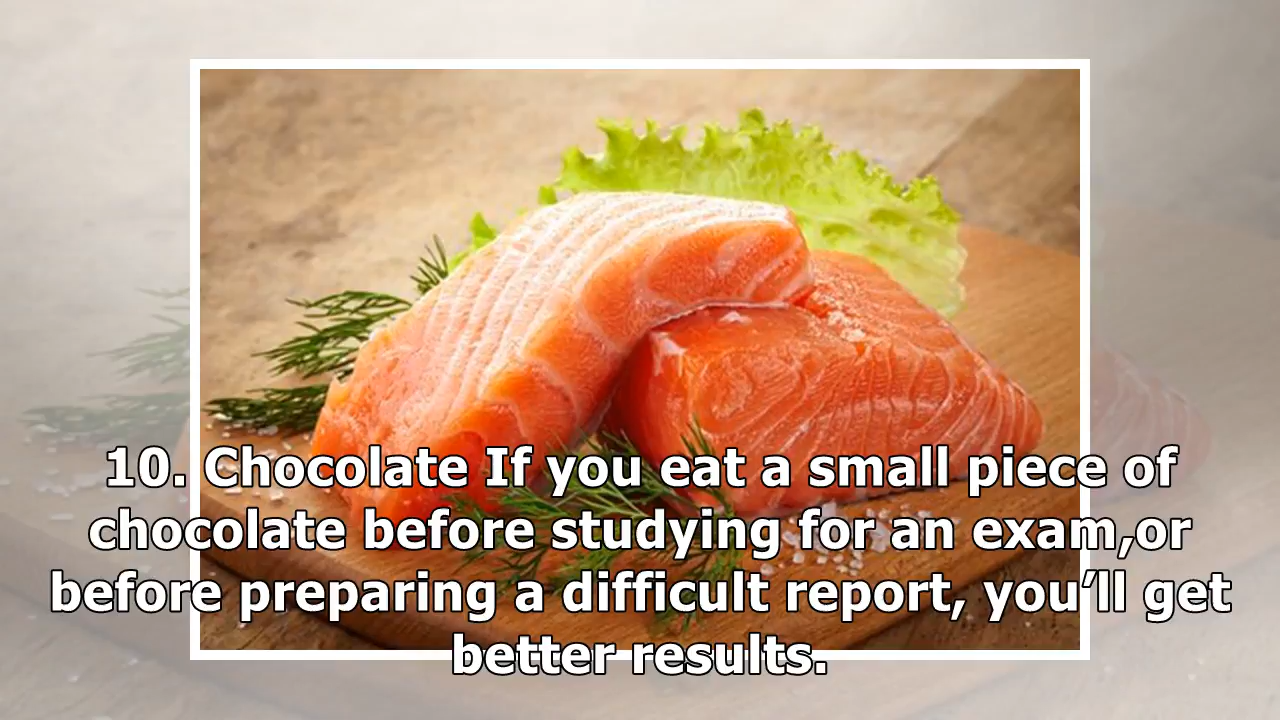 10. Chocolate If you eat a small piece of
chocolate before studying for an exam,or
before preparing a difficult report, you’ll get
better results.